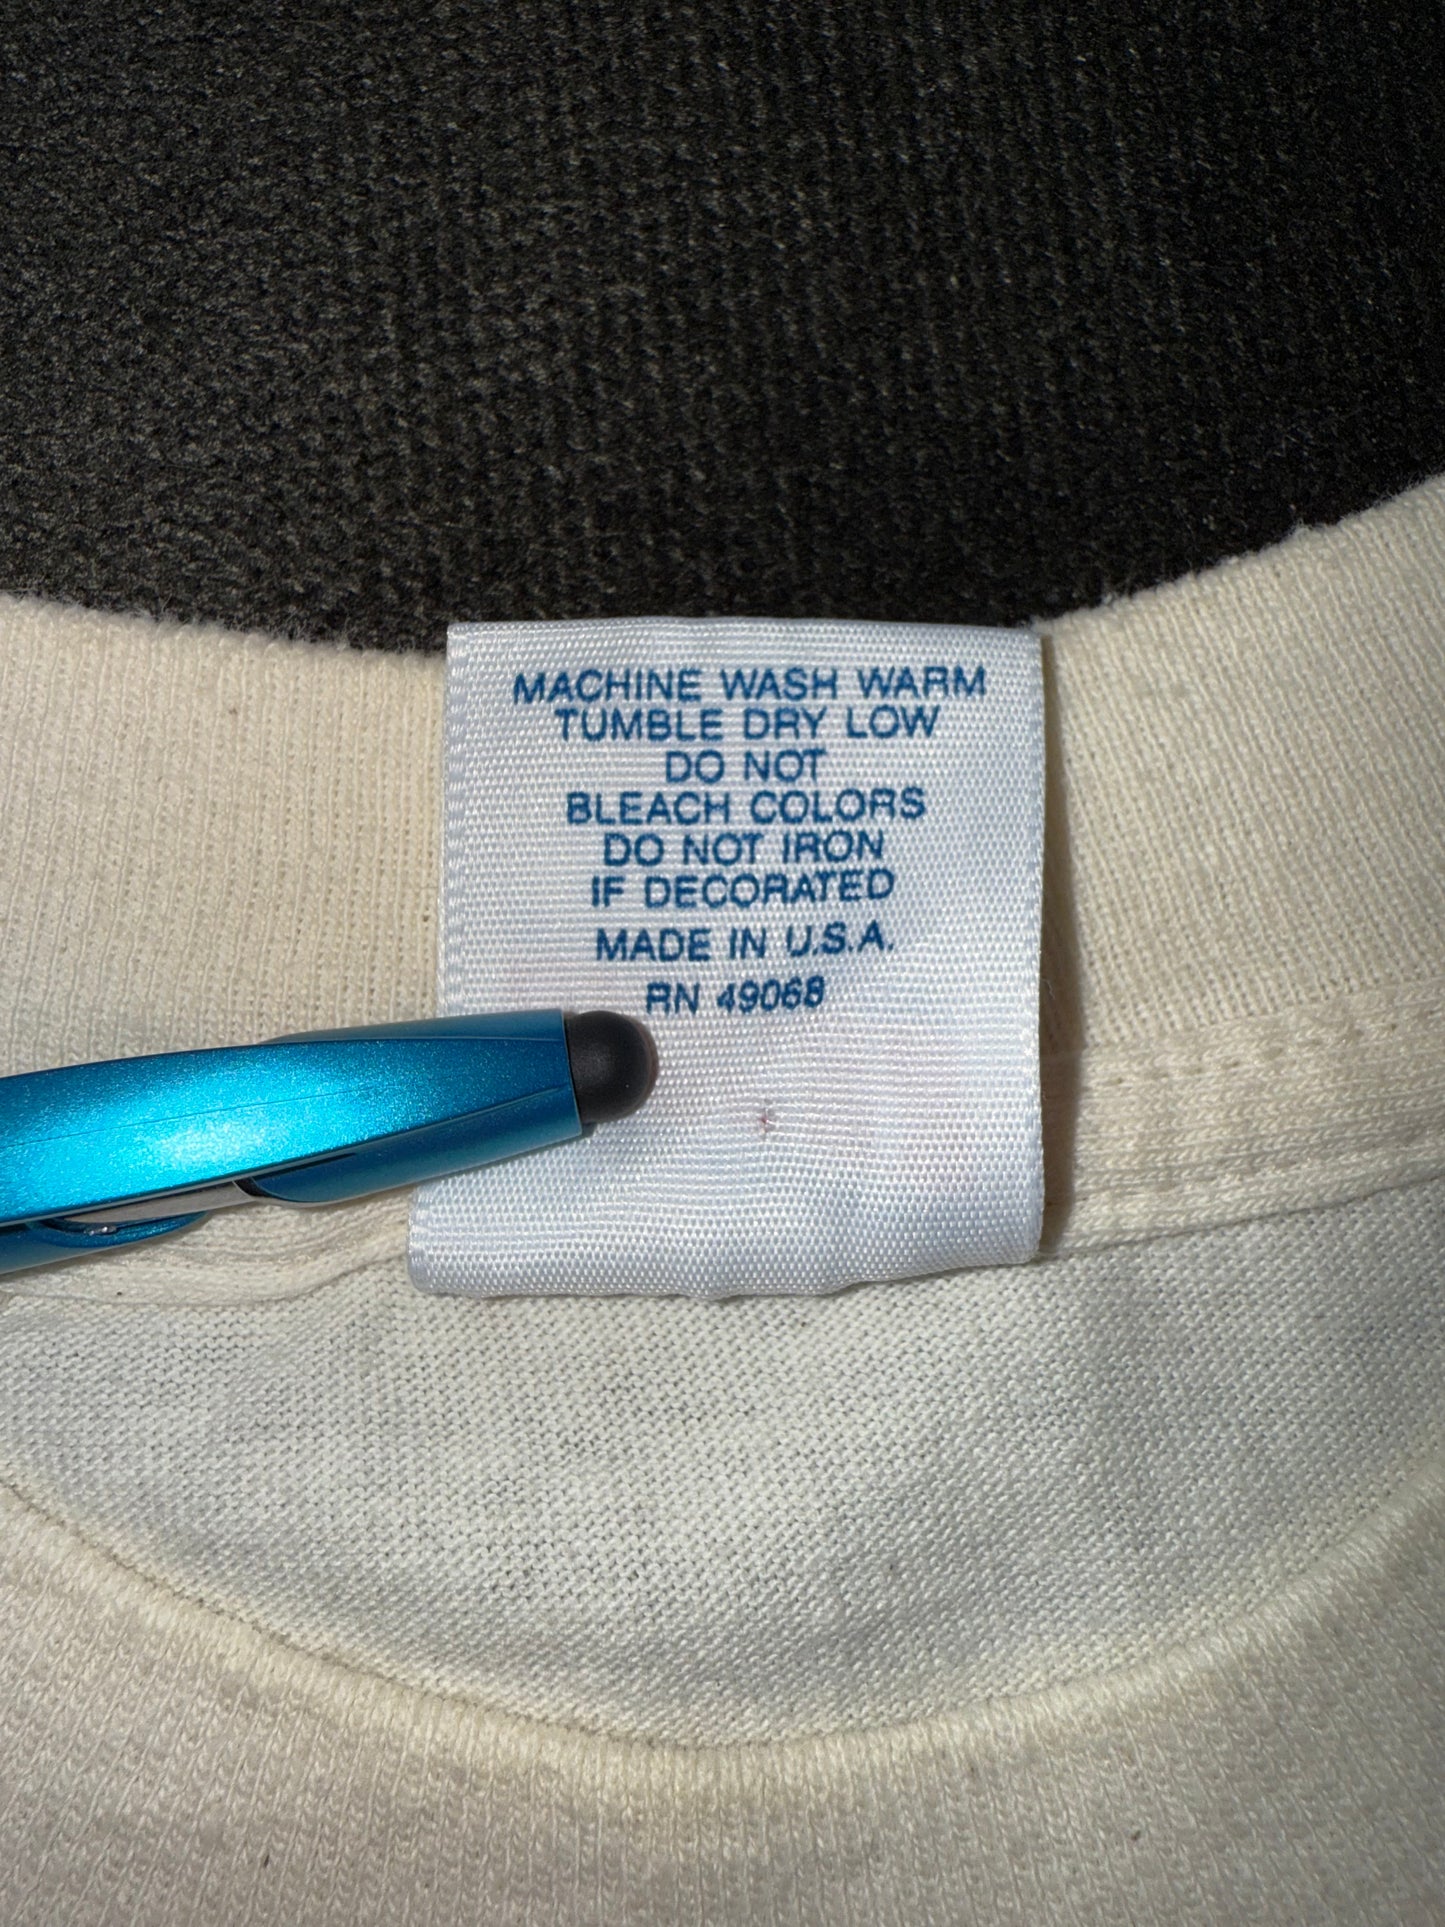 MACHINE WASH WARM
TUMBLE DRY LOW
DO NOT
BLEACH COLORS
DO NOT IRON
IF DECORATED
MADE IN U.S.A.
RN 49068